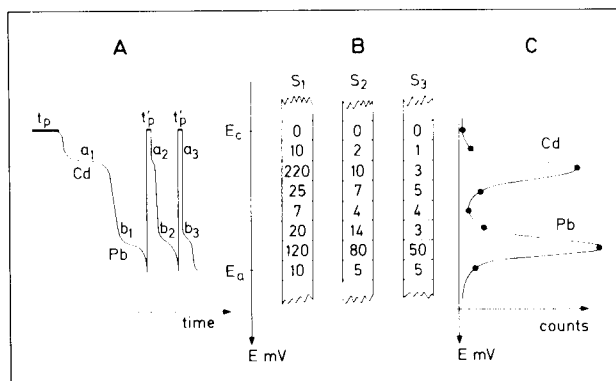 A B C
S1 S2 S3
tp t'p t'p
Ec 0 0 0
a1 a2 a3
10 2 1
Cd 220 10 3 Cd
25 7 5
7 4 4
b1 b2 b3 20 14 3 Pb
Pb 120 80 50
Ea 10 5 5
time counts
E mV E mV